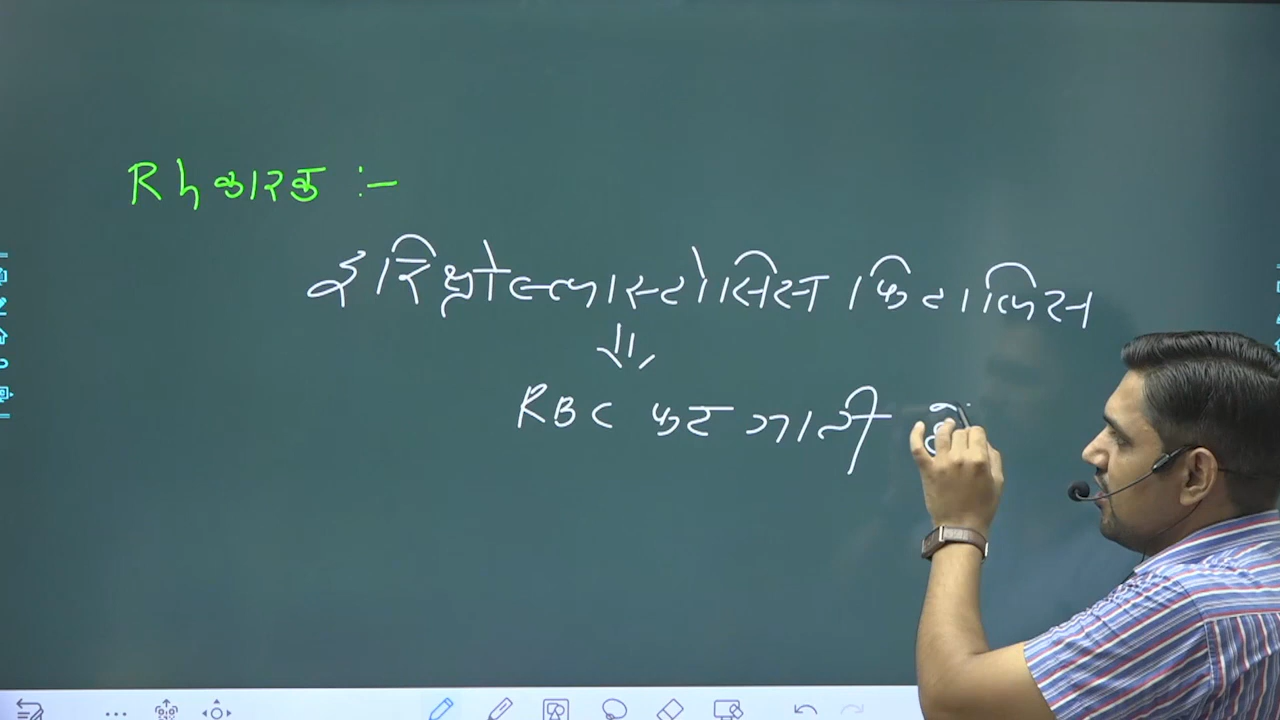 Rh कारक :-
इरिथ्रोब्लास्टोसिस फिटालिस
RBC फट जाती है